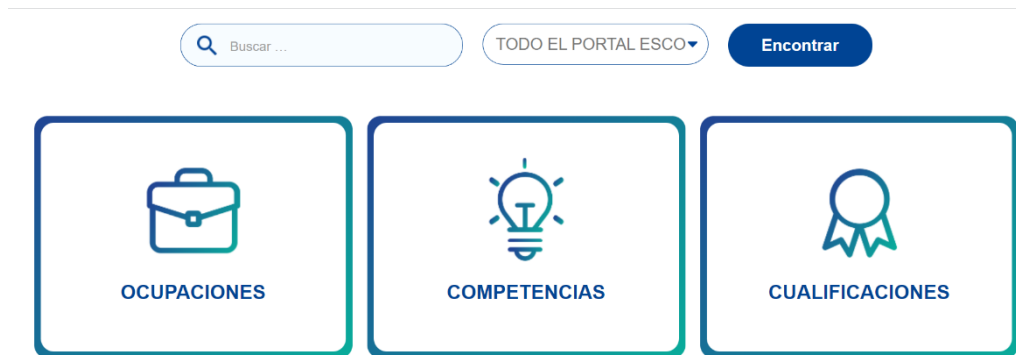 Buscar ...
TODO EL PORTAL ESCO
Encontrar
OCUPACIONES
COMPETENCIAS
CUALIFICACIONES